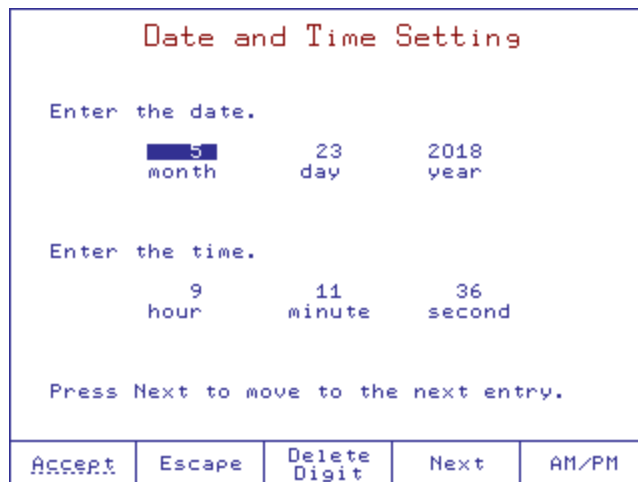 Date and Time Setting
Enter the date.
5 23 2018
month day year
Enter the time.
9 11 36
hour minute second
Press Next to move to the next entry.
Accept Escape Delete Digit Next AM/PM